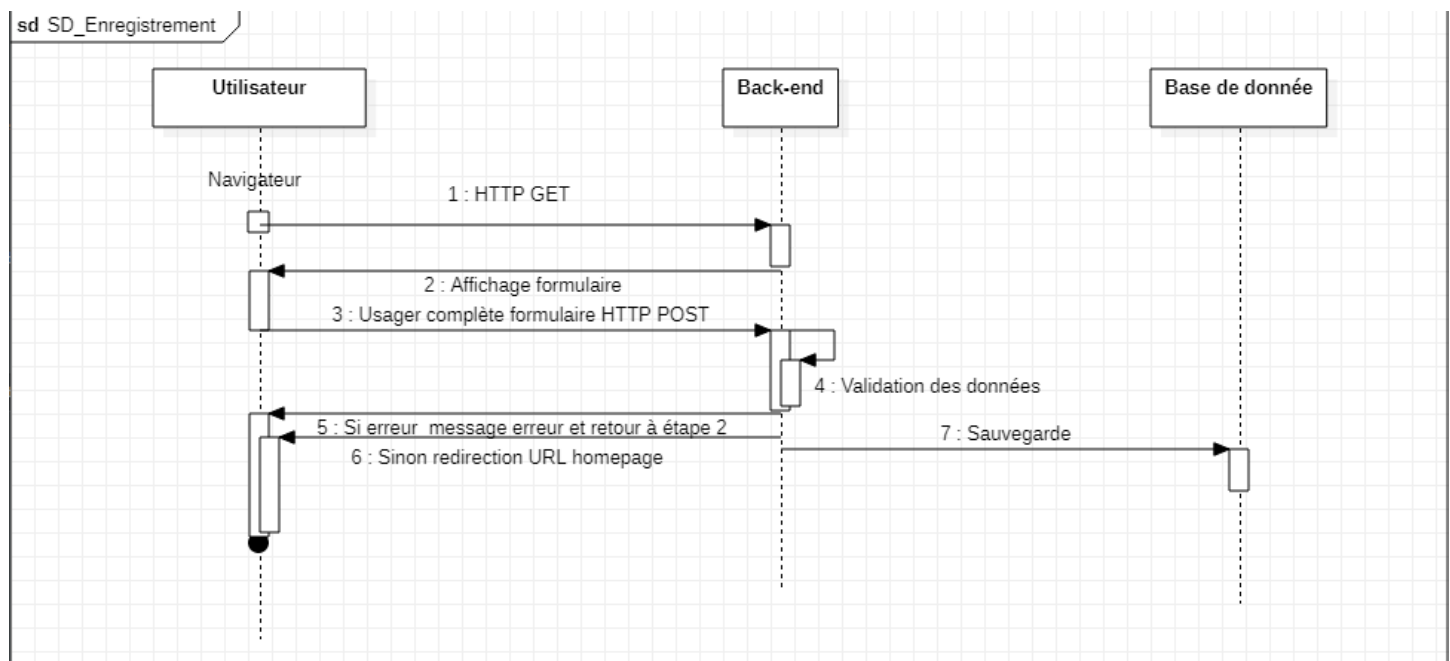 sd SD_Enregistrement
Utilisateur
Back-end
Base de donnée
Navigateur
1 : HTTP GET
2 : Affichage formulaire
3 : Usager complète formulaire HTTP POST
4 : Validation des données
5 : Si erreur  message erreur et retour à étape 2
7 : Sauvegarde
6 : Sinon redirection URL homepage